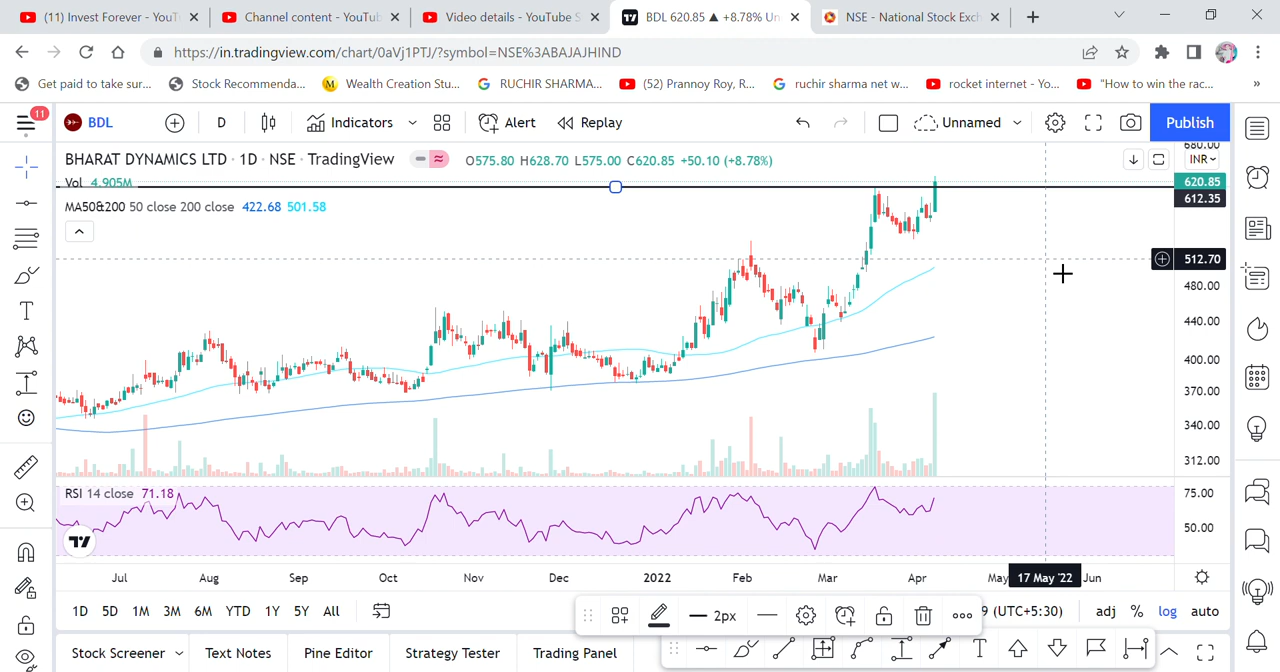 (11) Invest Forever - YouT
Channel content - YouTub
Video details - YouTube S
BDL 620.85 ▲ +8.78% Un
NSE - National Stock Exch
https://in.tradingview.com/chart/0aVj1PTJ/?symbol=NSE%3ABAJAJHIND
Get paid to take sur...
Stock Recommenda...
Wealth Creation Stu...
RUCHIR SHARMA...
(52) Prannoy Roy, R...
ruchir sharma net w...
rocket internet - Yo...
"How to win the rac...
»
11
BDL
D
Indicators
Alert
Replay
Unnamed
Publish
BHARAT DYNAMICS LTD · 1D · NSE · TradingView
O575.80 H628.70 L575.00 C620.85 +50.10 (+8.78%)
INR
Vol 4.905M
MA50&200 50 close 200 close 422.68 501.58
680.00
620.85
612.35
512.70
480.00
440.00
400.00
370.00
340.00
312.00
RSI 14 close 71.18
75.00
50.00
Jul Aug Sep Oct Nov Dec 2022 Feb Mar Apr May 17 May '22 Jun
1D 5D 1M 3M 6M YTD 1Y 5Y All
2px
9 (UTC+5:30)
adj % log auto
Stock Screener
Text Notes
Pine Editor
Strategy Tester
Trading Panel